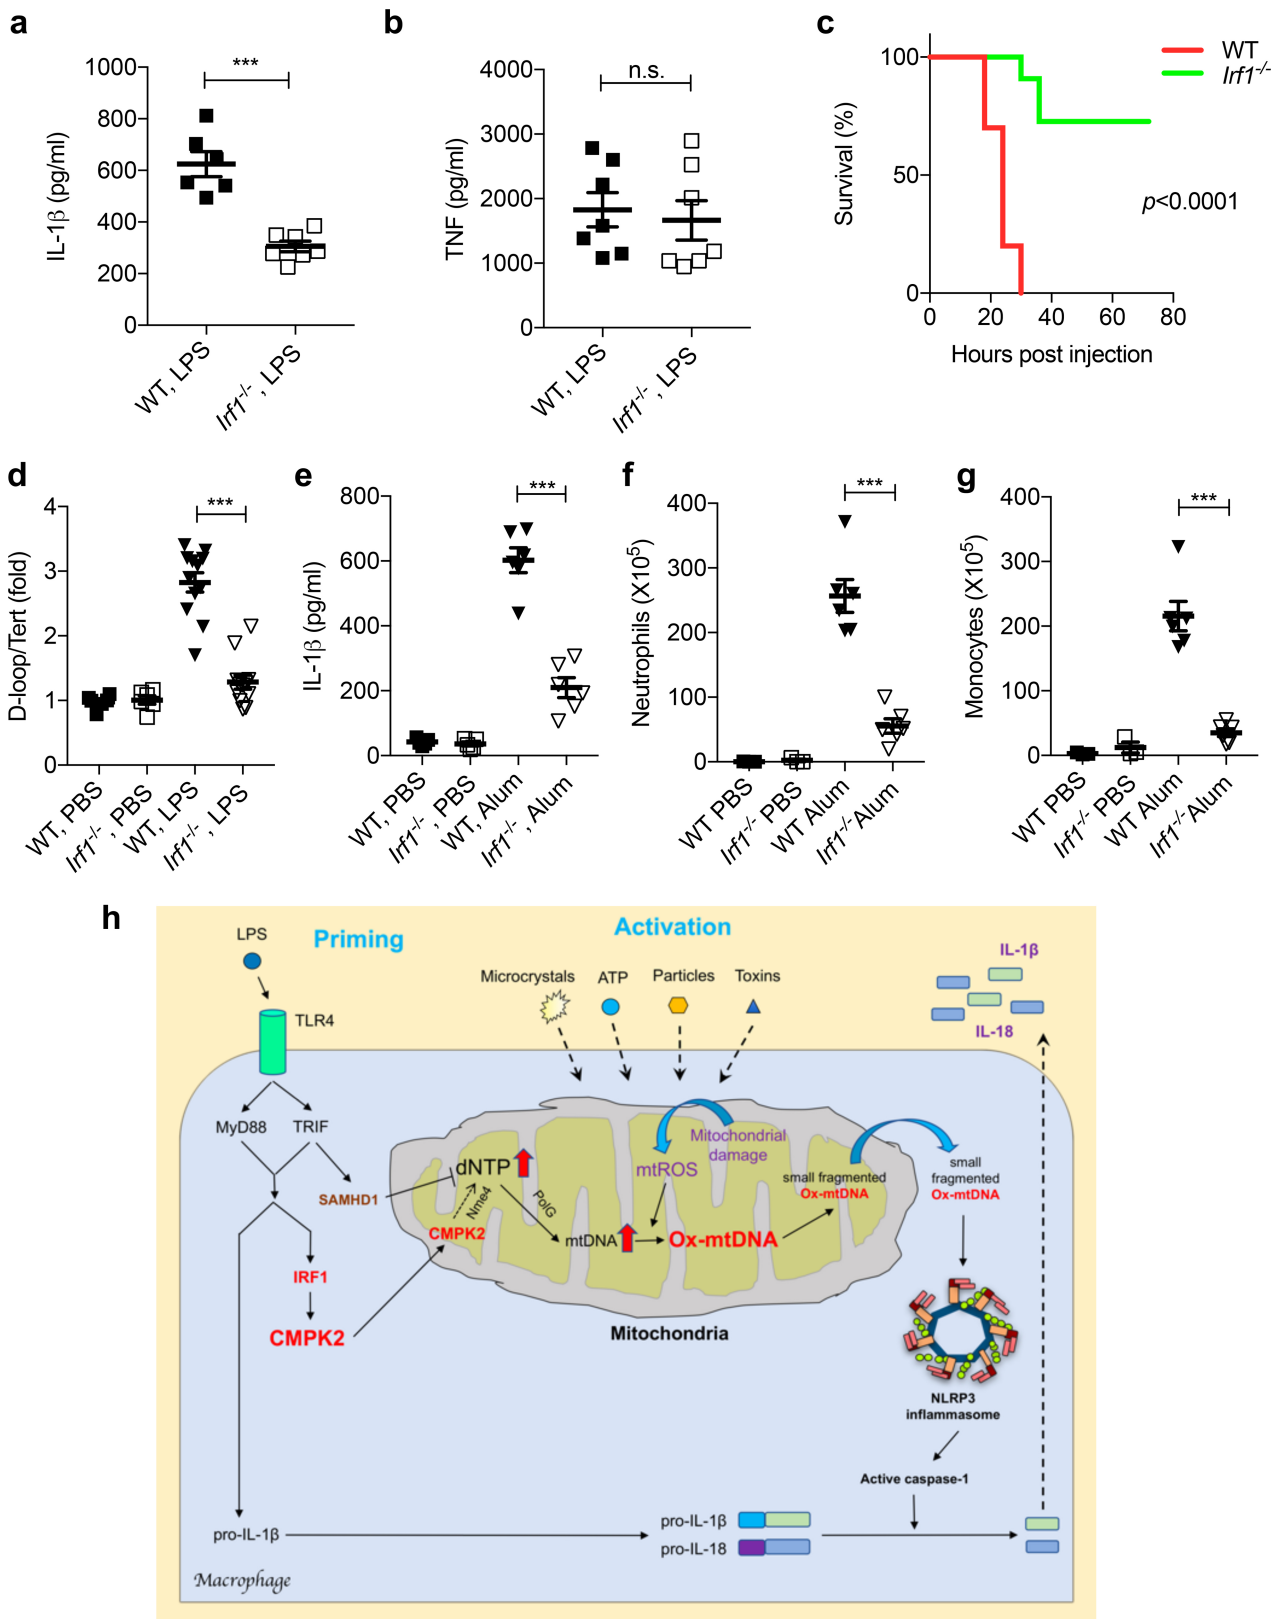 a
1000
800
600
400
200
0
IL-1β (pg/ml)
***
WT, LPS
Irf1-/-, LPS
b
4000
3000
2000
1000
0
TNF (pg/ml)
n.s.
WT, LPS
Irf1-/-, LPS
c
100
50
0
Survival (%)
0 20 40 60 80
Hours post injection
WT
Irf1-/-
p<0.0001
d
4
3
2
1
0
D-loop/Tert (fold)
***
WT, PBS
Irf1-/-, PBS
WT, LPS
Irf1-/-, LPS
e
800
600
400
200
0
IL-1β (pg/ml)
***
WT, PBS
Irf1-/-, PBS
WT, Alum
Irf1-/-, Alum
f
400
300
200
100
0
Neutrophils (X10⁵)
***
WT PBS
Irf1-/- PBS
WT Alum
Irf1-/- Alum
g
400
300
200
100
0
Monocytes (X10⁵)
***
WT PBS
Irf1-/- PBS
WT Alum
Irf1-/- Alum
h
LPS
Priming
Activation
TLR4
Microcrystals
ATP
Particles
Toxins
IL-1β
IL-18
MyD88
TRIF
SAMHD1
IRF1
CMPK2
dNTP
Nme4
CMPK2
PolG
mtDNA
mtROS
Mitochondrial
damage
Ox-mtDNA
small fragmented
Ox-mtDNA
small
fragmented
Ox-mtDNA
Mitochondria
NLRP3
inflammasome
Active caspase-1
pro-IL-1β
pro-IL-1β
pro-IL-18
Macrophage